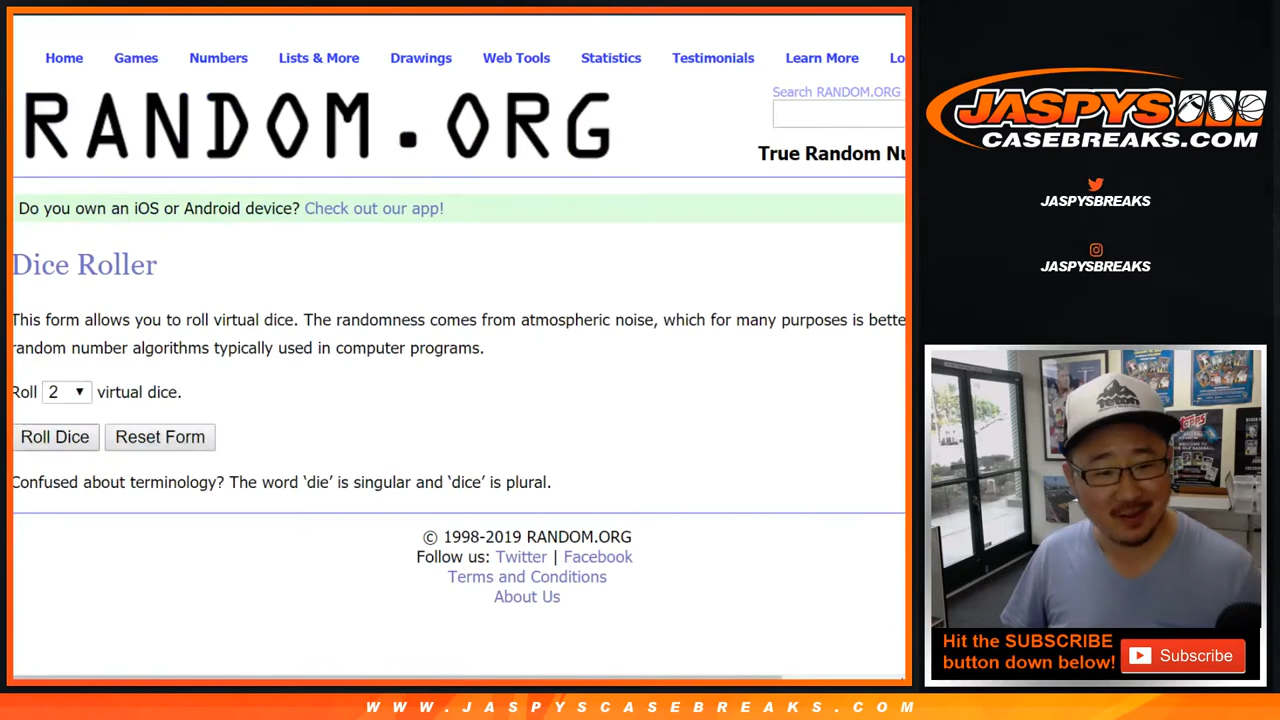 Home Games Numbers Lists & More Drawings Web Tools Statistics Testimonials Learn More Lo
RANDOM.ORG
Search RANDOM.ORG
True Random Nu
Do you own an iOS or Android device? Check out our app!
Dice Roller
This form allows you to roll virtual dice. The randomness comes from atmospheric noise, which for many purposes is bette
random number algorithms typically used in computer programs.
Roll 2 virtual dice.
Roll Dice Reset Form
Confused about terminology? The word ‘die’ is singular and ‘dice’ is plural.
© 1998-2019 RANDOM.ORG
Follow us: Twitter | Facebook
Terms and Conditions
About Us
JASPYS
CASEBREAKS.COM
JASPYSBREAKS
JASPYSBREAKS
Teton
TOPPS
WELCOME
Hit the SUBSCRIBE
button down below!
Subscribe
WWW.JASPYSCASEBREAKS.COM